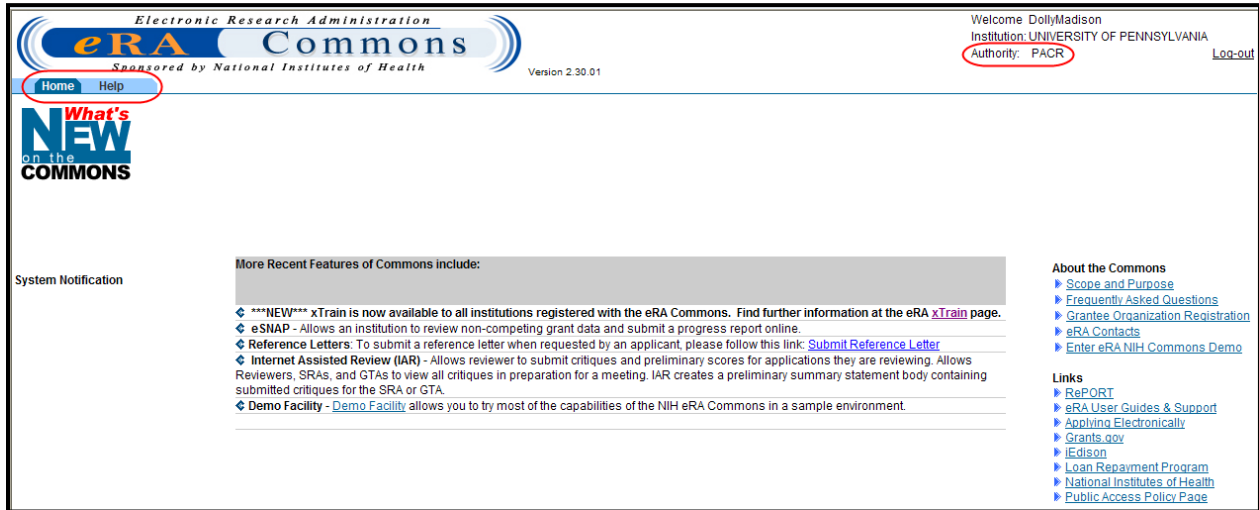 Electronic Research Administration
eRA Commons
Sponsored by National Institutes of Health
Version 2.30.01
Welcome DollyMadison
Institution: UNIVERSITY OF PENNSYLVANIA
Authority: PACR
Log-out
Home Help
What's
NEW
on the
COMMONS
System Notification
More Recent Features of Commons include:
***NEW*** xTrain is now available to all institutions registered with the eRA Commons. Find further information at the eRA xTrain page.
eSNAP - Allows an institution to review non-competing grant data and submit a progress report online.
Reference Letters: To submit a reference letter when requested by an applicant, please follow this link: Submit Reference Letter
Internet Assisted Review (IAR) - Allows reviewer to submit critiques and preliminary scores for applications they are reviewing. Allows
Reviewers, SRAs, and GTAs to view all critiques in preparation for a meeting. IAR creates a preliminary summary statement body containing
submitted critiques for the SRA or GTA.
Demo Facility - Demo Facility allows you to try most of the capabilities of the NIH eRA Commons in a sample environment.
About the Commons
Scope and Purpose
Frequently Asked Questions
Grantee Organization Registration
eRA Contacts
Enter eRA NIH Commons Demo
Links
RePORT
eRA User Guides & Support
Applying Electronically
Grants.gov
iEdison
Loan Repayment Program
National Institutes of Health
Public Access Policy Page